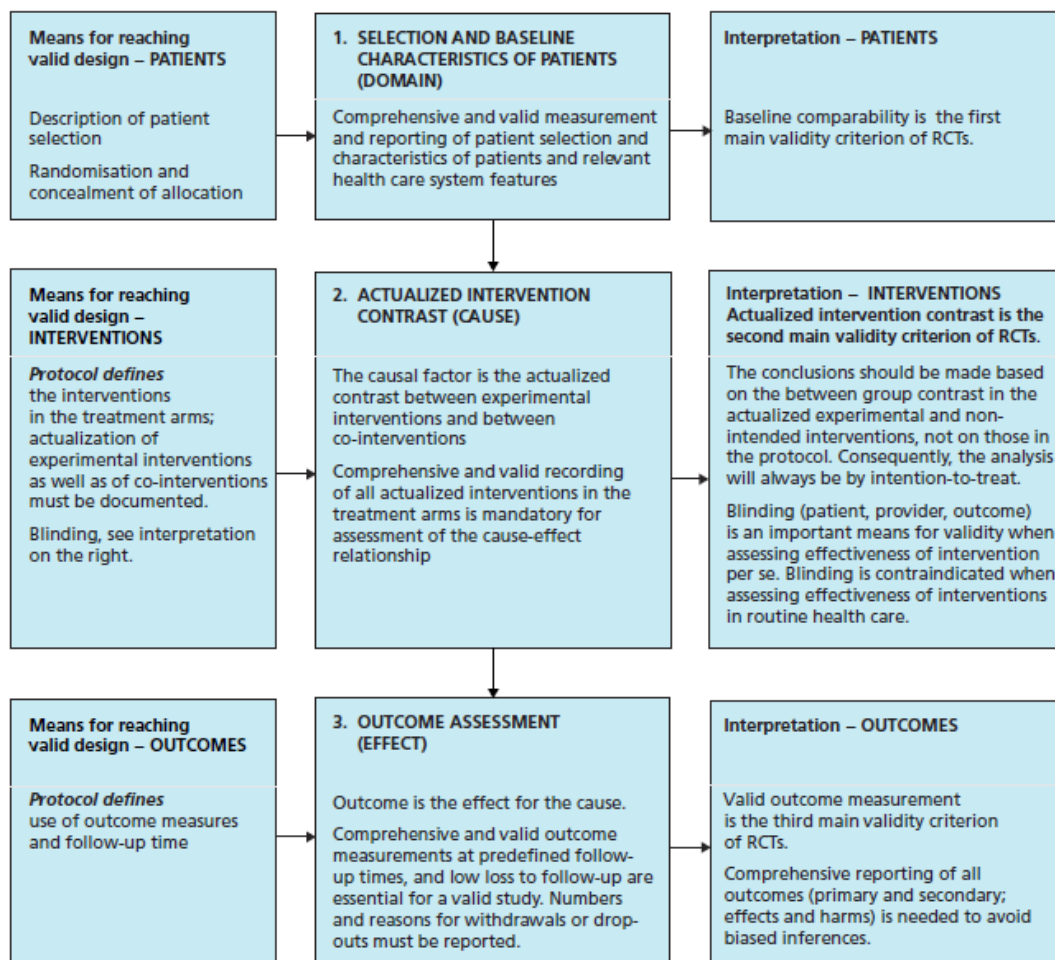 Means for reaching
valid design – PATIENTS
Description of patient
selection
Randomisation and
concealment of allocation
1. SELECTION AND BASELINE
CHARACTERISTICS OF PATIENTS
(DOMAIN)
Comprehensive and valid measurement
and reporting of patient selection and
characteristics of patients and relevant
health care system features
Interpretation – PATIENTS
Baseline comparability is the first
main validity criterion of RCTs.
Means for reaching
valid design –
INTERVENTIONS
Protocol defines
the interventions
in the treatment arms;
actualization of
experimental interventions
as well as of co-interventions
must be documented.
Blinding, see interpretation
on the right.
2. ACTUALIZED INTERVENTION
CONTRAST (CAUSE)
The causal factor is the actualized
contrast between experimental
interventions and between
co-interventions
Comprehensive and valid recording
of all actualized interventions in the
treatment arms is mandatory for
assessment of the cause-effect
relationship
Interpretation – INTERVENTIONS
Actualized intervention contrast is the
second main validity criterion of RCTs.
The conclusions should be made based
on the between group contrast in the
actualized experimental and non-
intended interventions, not on those in
the protocol. Consequently, the analysis
will always be by intention-to-treat.
Blinding (patient, provider, outcome)
is an important means for validity when
assessing effectiveness of intervention
per se. Blinding is contraindicated when
assessing effectiveness of interventions
in routine health care.
Means for reaching
valid design – OUTCOMES
Protocol defines
use of outcome measures
and follow-up time
3. OUTCOME ASSESSMENT
(EFFECT)
Outcome is the effect for the cause.
Comprehensive and valid outcome
measurements at predefined follow-
up times, and low loss to follow-up are
essential for a valid study. Numbers
and reasons for withdrawals or drop-
outs must be reported.
Interpretation – OUTCOMES
Valid outcome measurement
is the third main validity criterion
of RCTs.
Comprehensive reporting of all
outcomes (primary and secondary;
effects and harms) is needed to avoid
biased inferences.